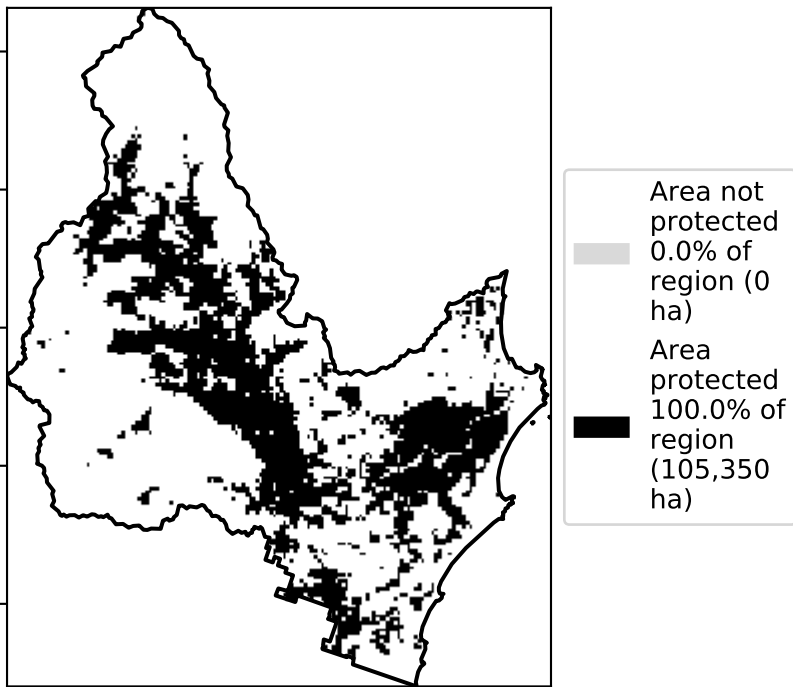 Area not
protected
0.0% of
region (0
ha)
Area
protected
100.0% of
region
(105,350
ha)